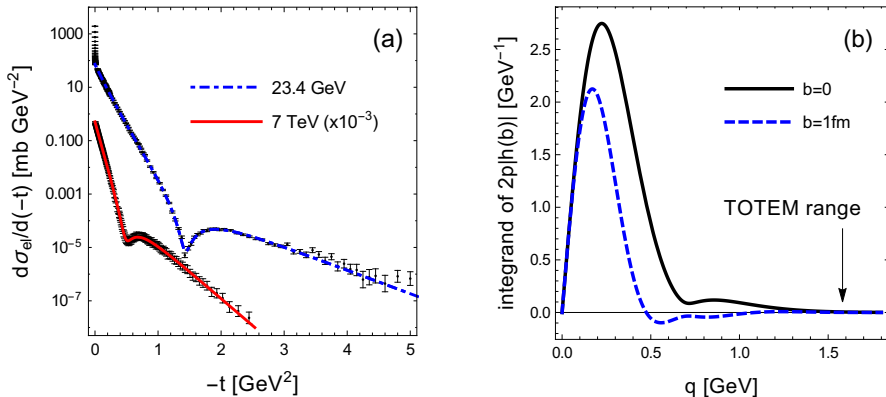 (a)
dσel/d(−t) [mb GeV⁻²]
1000
10
0.100
0.001
10⁻⁵
10⁻⁷
23.4 GeV
7 TeV (x10⁻³)
0 1 2 3 4 5
−t [GeV²]
(b)
integrand of 2p|h(b)| [GeV⁻¹]
2.5
2.0
1.5
1.0
0.5
0.0
b=0
b=1fm
TOTEM range
0.0 0.5 1.0 1.5
q [GeV]